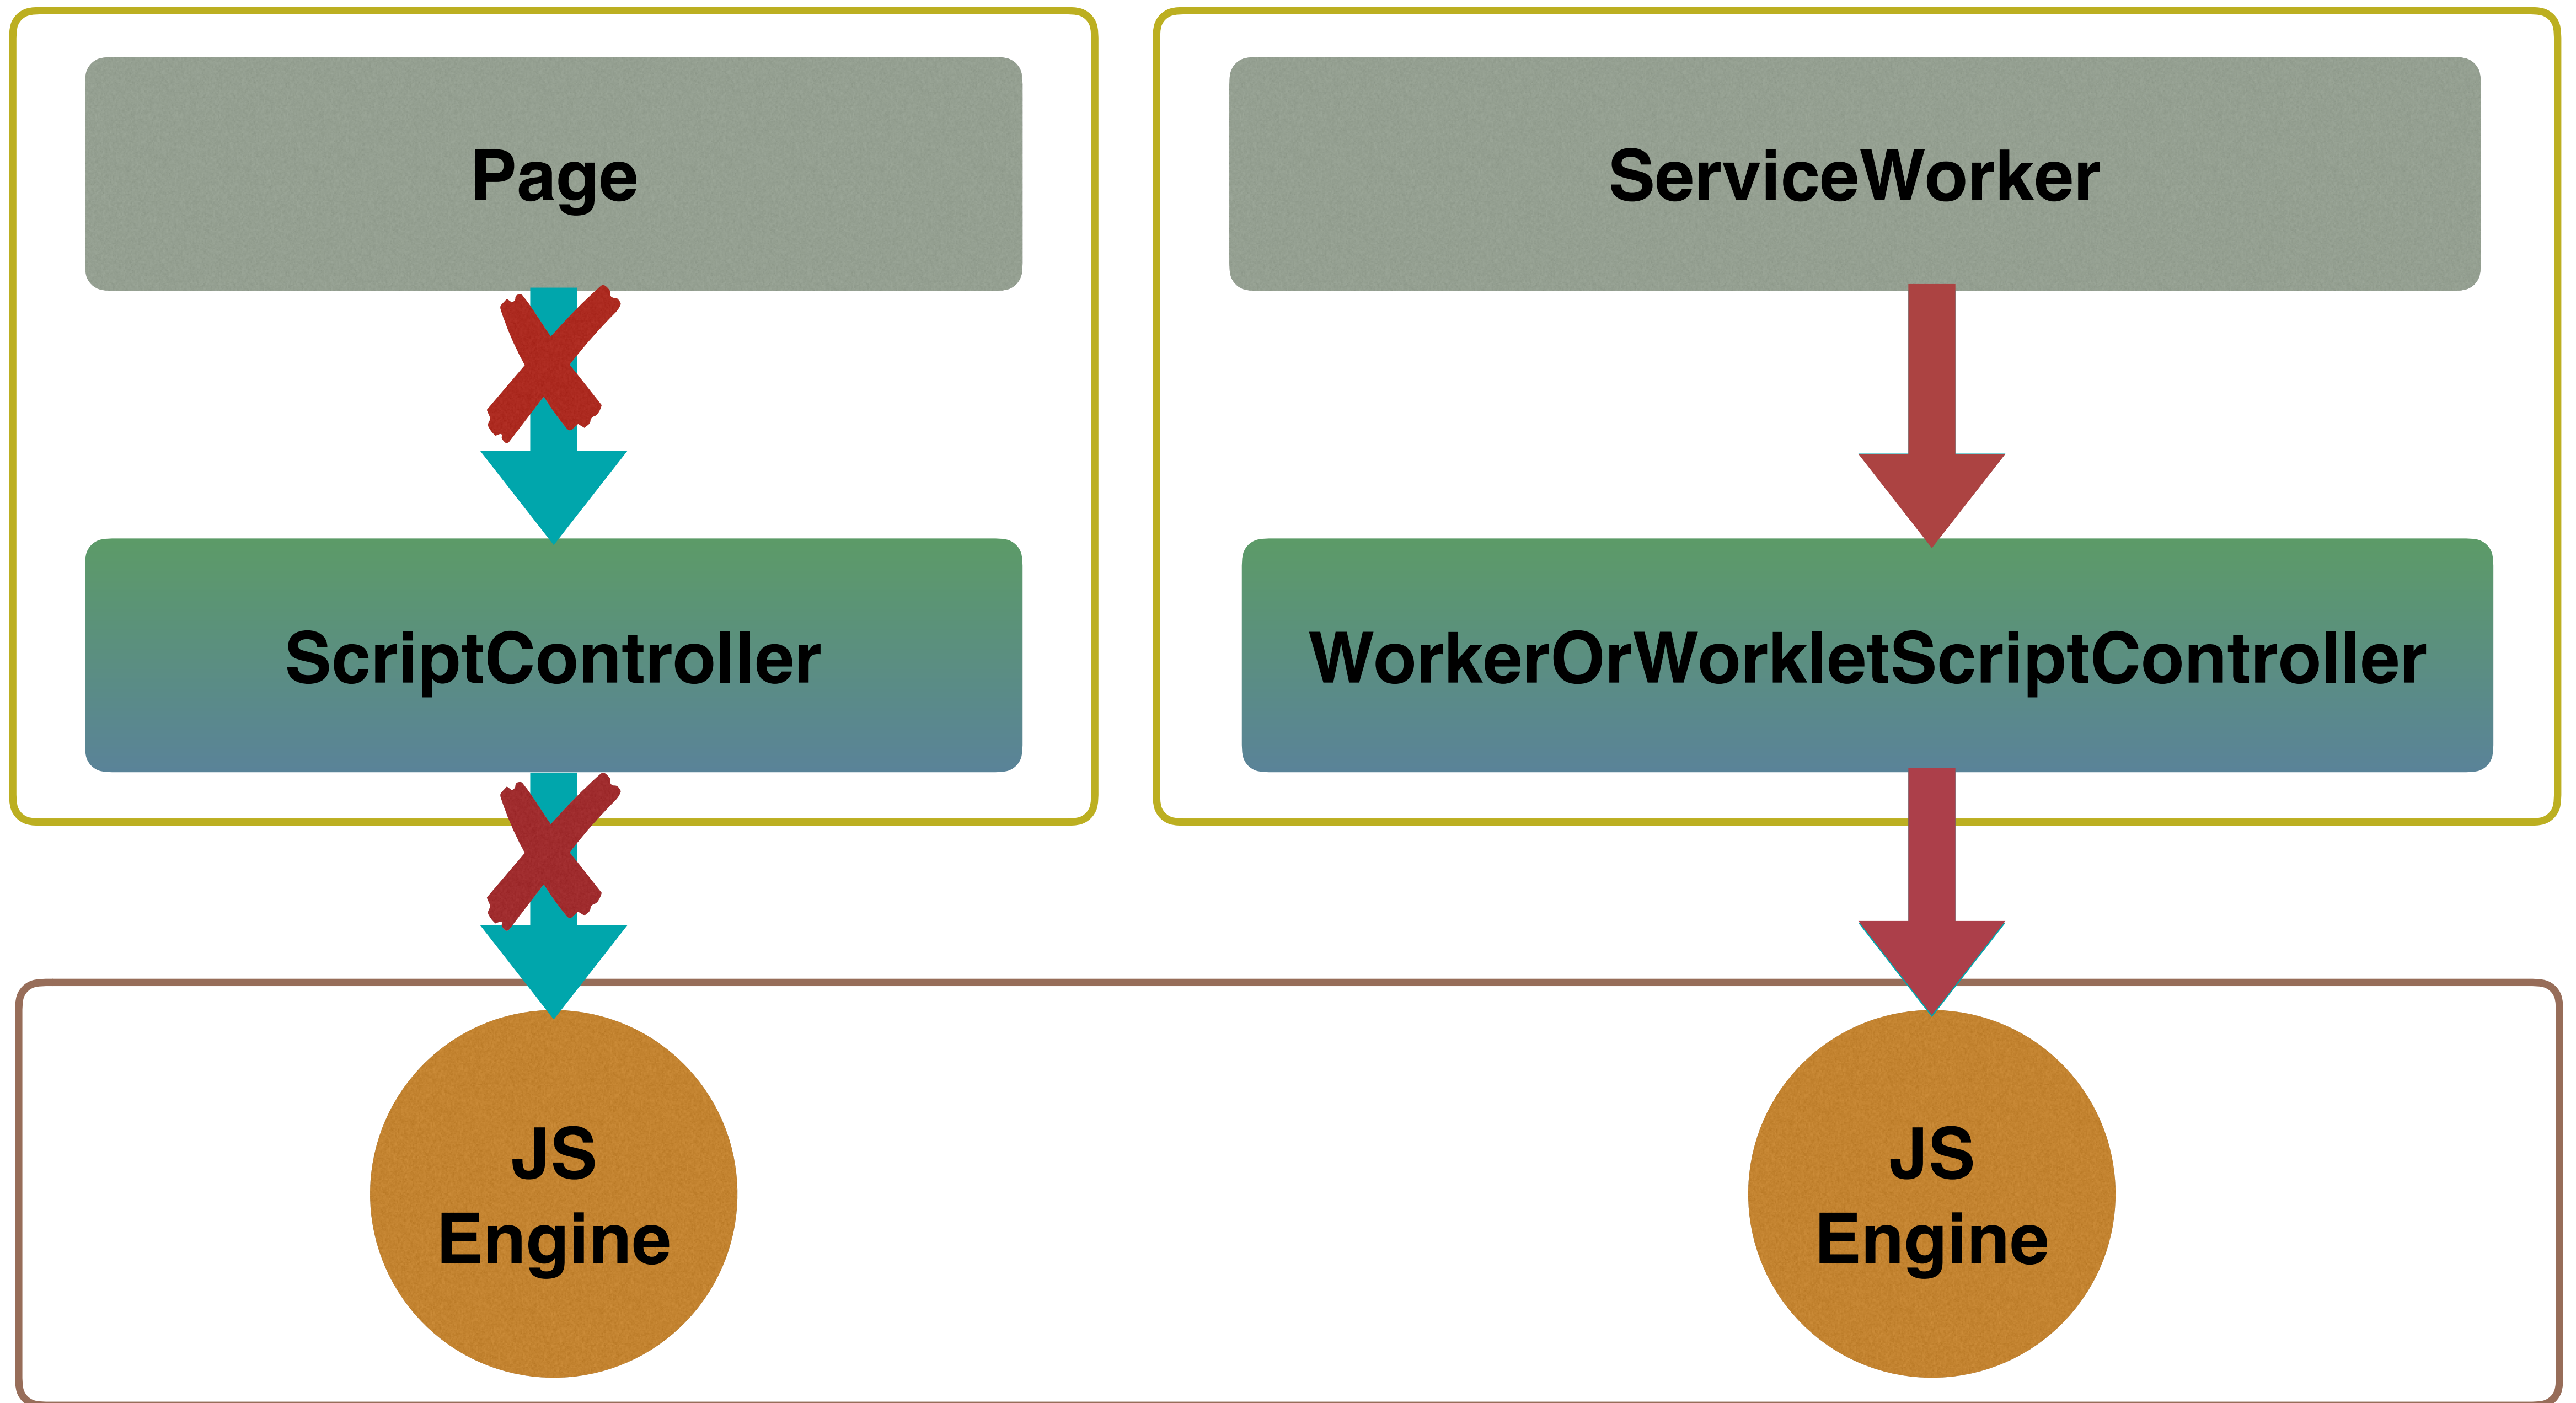 Page
ServiceWorker
ScriptController
WorkerOrWorkletScriptController
JS
Engine
JS
Engine